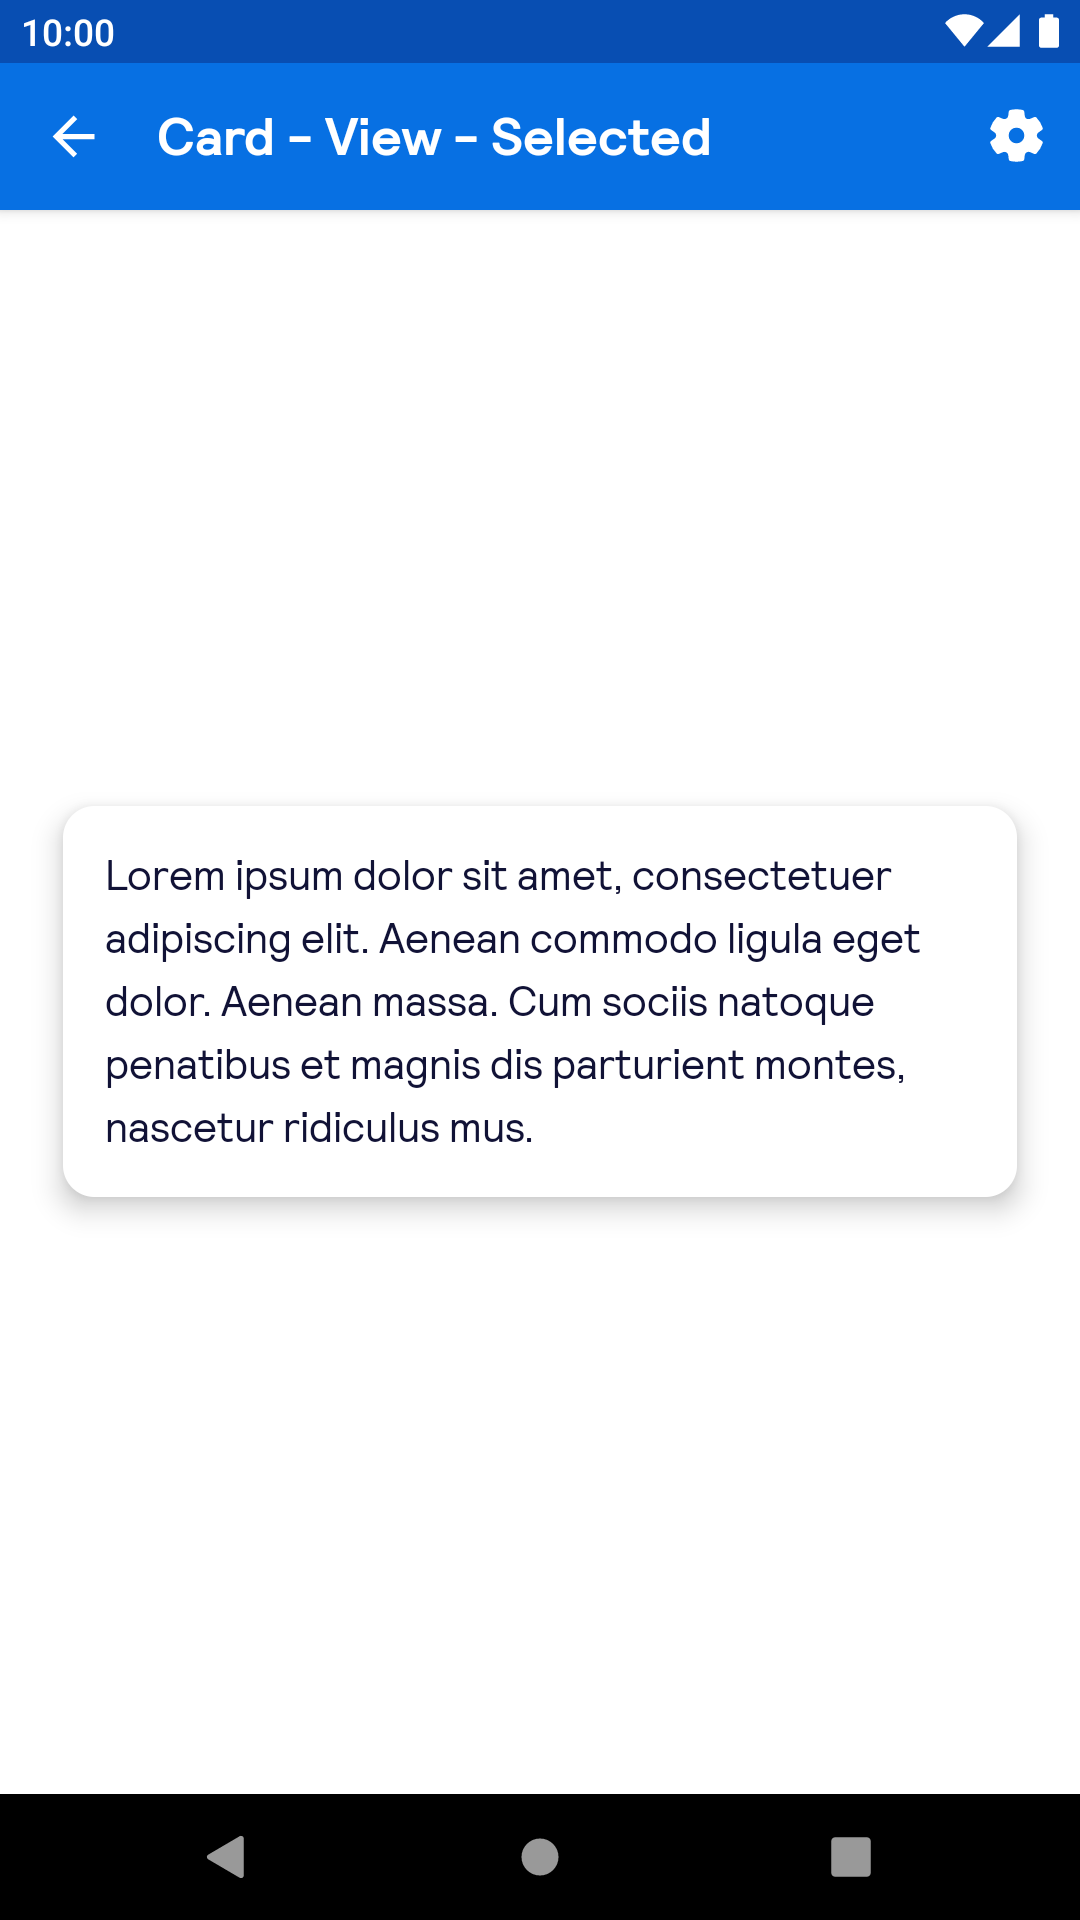 10:00
Card - View - Selected
Lorem ipsum dolor sit amet, consectetuer
adipiscing elit. Aenean commodo ligula eget
dolor. Aenean massa. Cum sociis natoque
penatibus et magnis dis parturient montes,
nascetur ridiculus mus.